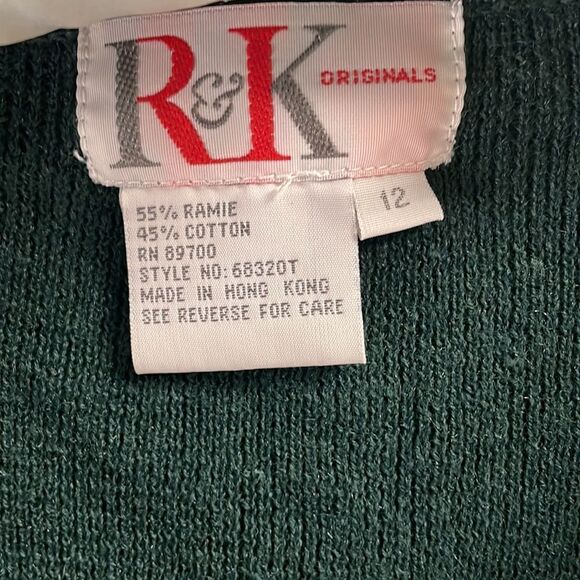 R&K ORIGINALS
12
55% RAMIE
45% COTTON
RN 89700
STYLE NO: 68320T
MADE IN HONG KONG
SEE REVERSE FOR CARE